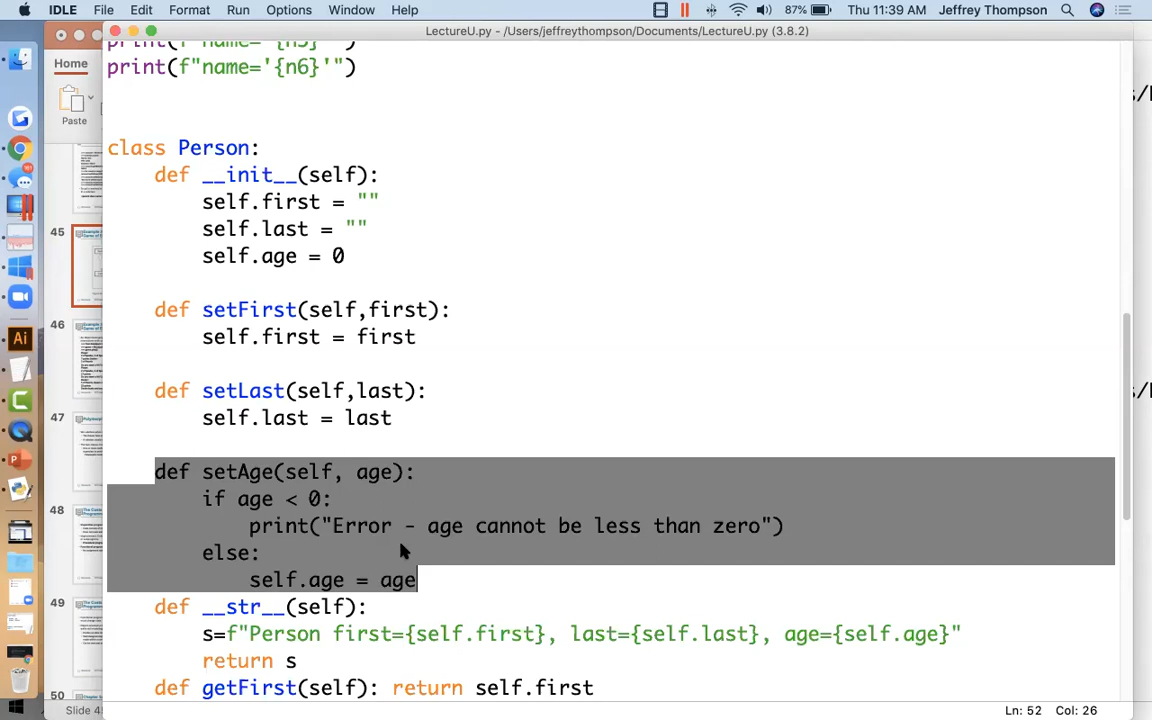 IDLE File Edit Format Run Options Window Help 87% Thu 11:39 AM Jeffrey Thompson
LectureU.py - /Users/jeffreythompson/Documents/LectureU.py (3.8.2)
Home
Paste
print(f"name='{n5}'")
print(f"name='{n6}'")
class Person:
def __init__(self):
self.first = ""
self.last = ""
self.age = 0
def setFirst(self,first):
self.first = first
def setLast(self,last):
self.last = last
def setAge(self, age):
if age < 0:
print("Error - age cannot be less than zero")
else:
self.age = age
def __str__(self):
s=f"Person first={self.first}, last={self.last}, age={self.age}"
return s
def getFirst(self): return self.first
45
46
47
48
49
50
Ai
Ln: 52 Col: 26